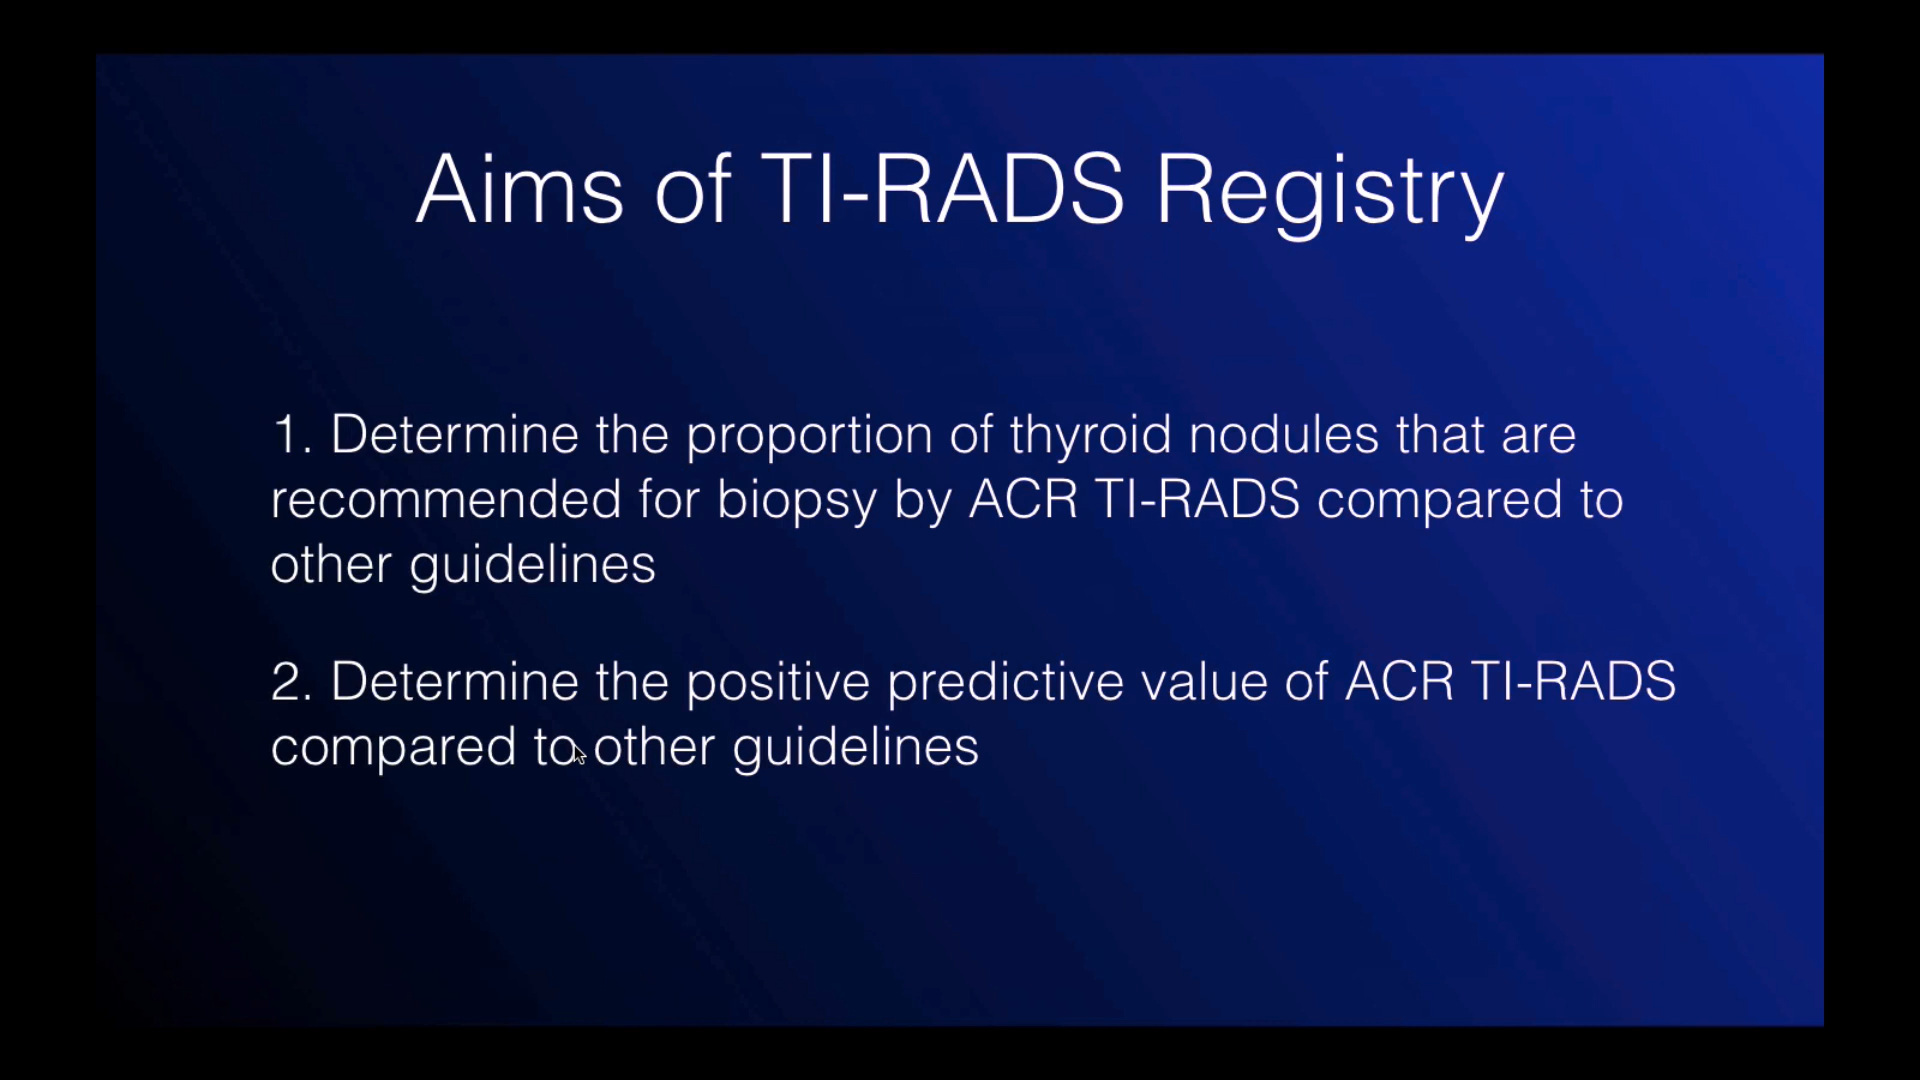 Aims of TI-RADS Registry
1. Determine the proportion of thyroid nodules that are
recommended for biopsy by ACR TI-RADS compared to
other guidelines
2. Determine the positive predictive value of ACR TI-RADS
compared to other guidelines